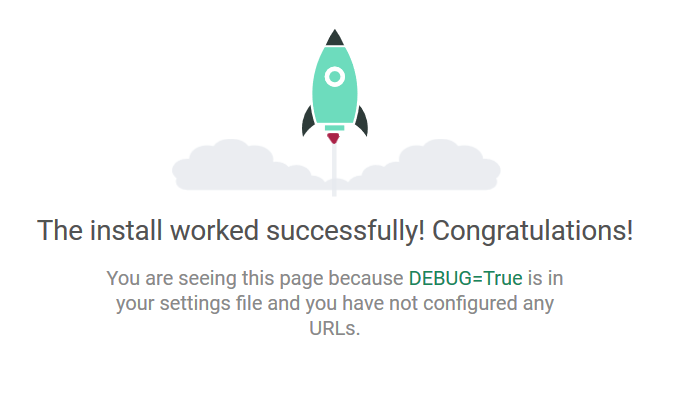 The install worked successfully! Congratulations!
You are seeing this page because DEBUG=True is in
your settings file and you have not configured any
URLs.